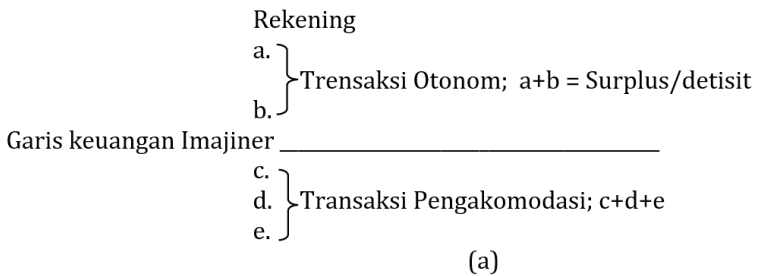 Rekening
a.
Trensaksi Otonom; a+b = Surplus/detisit
b.
Garis keuangan Imajiner
c.
d. Transaksi Pengakomodasi; c+d+e
e.
(a)